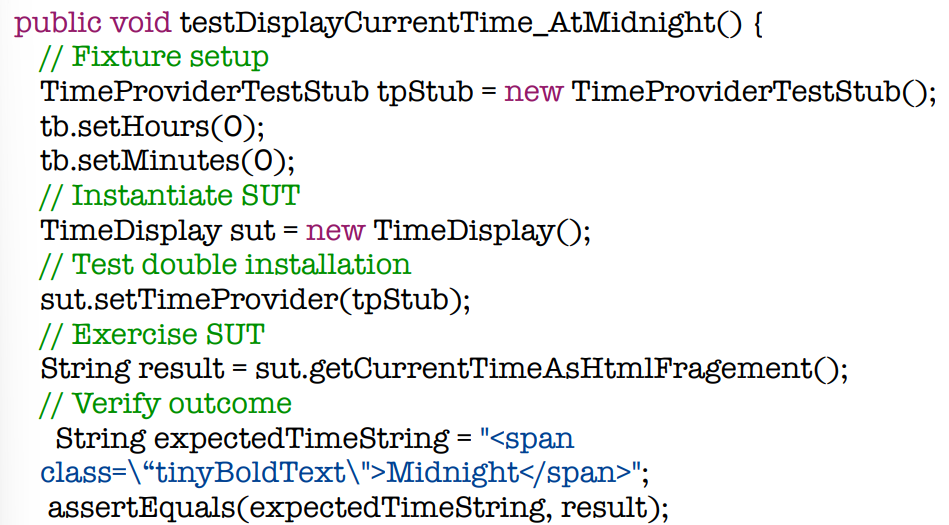 public void testDisplayCurrentTime_AtMidnight() {
// Fixture setup
TimeProviderTestStub tpStub = new TimeProviderTestStub();
tb.setHours(0);
tb.setMinutes(0);
// Instantiate SUT
TimeDisplay sut = new TimeDisplay();
// Test double installation
sut.setTimeProvider(tpStub);
// Exercise SUT
String result = sut.getCurrentTimeAsHtmlFragement();
// Verify outcome
String expectedTimeString = "<span
class=\“tinyBoldText\">Midnight</span>";
assertEquals(expectedTimeString, result);